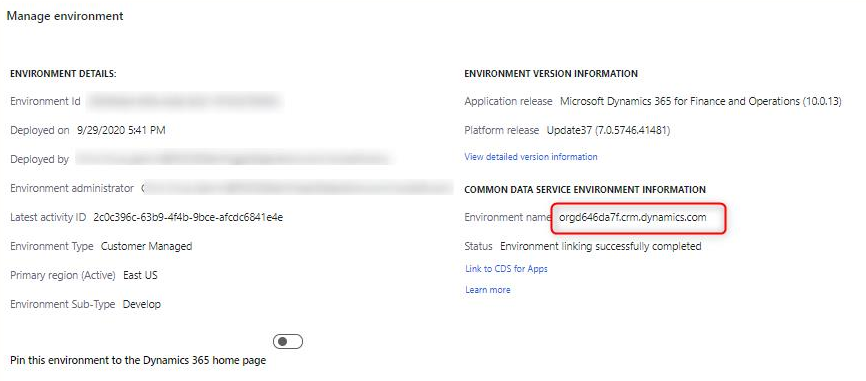 Manage environment
ENVIRONMENT DETAILS:
Environment Id
Deployed on 9/29/2020 5:41 PM
Deployed by
Environment administrator
Latest activity ID 2c0c396c-63b9-4f4b-9bce-afcdc6841e4e
Environment Type Customer Managed
Primary region (Active) East US
Environment Sub-Type Develop
Pin this environment to the Dynamics 365 home page
ENVIRONMENT VERSION INFORMATION
Application release Microsoft Dynamics 365 for Finance and Operations (10.0.13)
Platform release Update37 (7.0.5746.41481)
View detailed version information
COMMON DATA SERVICE ENVIRONMENT INFORMATION
Environment name orgd646da7f.crm.dynamics.com
Status Environment linking successfully completed
Link to CDS for Apps
Learn more